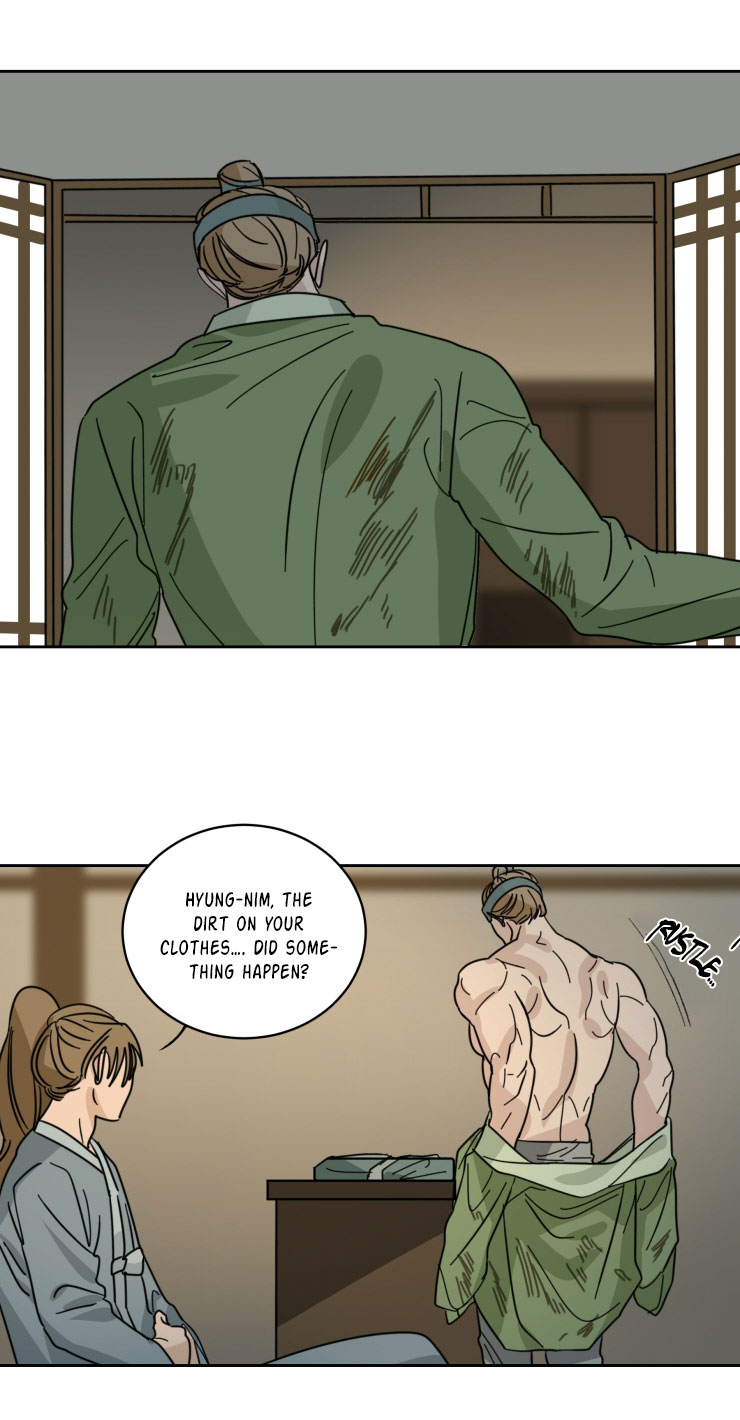 HYUNG-NIM, THE
DIRT ON YOUR
CLOTHES.... DID SOME-
THING HAPPEN?
RUSTLE...